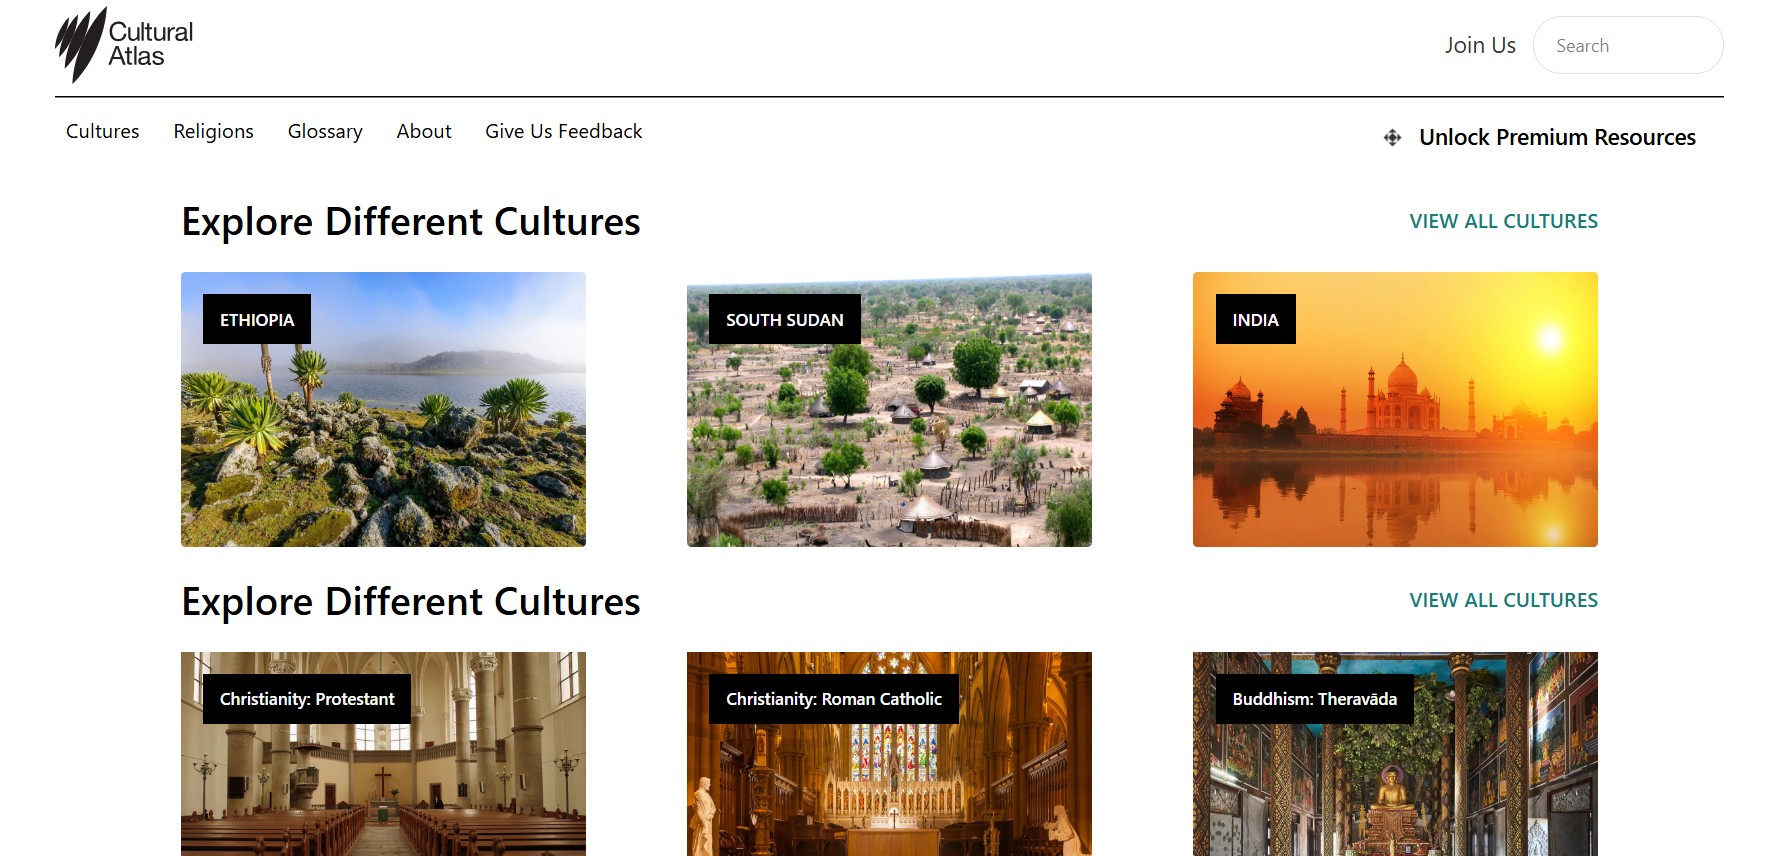 Cultural
Atlas
Join Us
Search
Cultures Religions Glossary About Give Us Feedback
Unlock Premium Resources
Explore Different Cultures
VIEW ALL CULTURES
ETHIOPIA
SOUTH SUDAN
INDIA
Explore Different Cultures
VIEW ALL CULTURES
Christianity: Protestant
Christianity: Roman Catholic
Buddhism: Theravāda